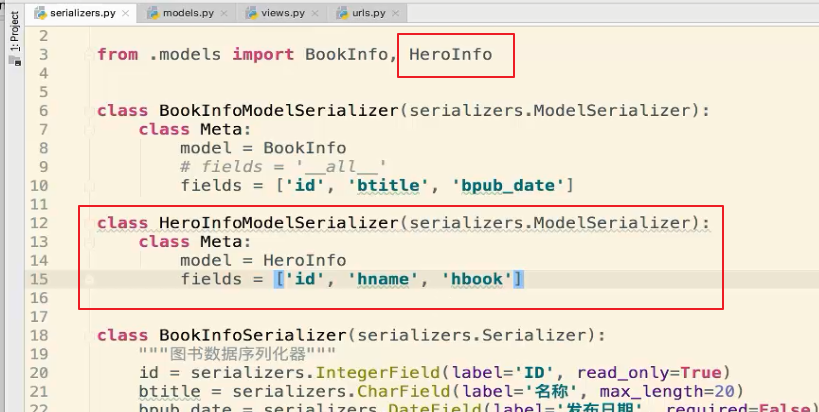 serializers.py × models.py × views.py × urls.py ×
1: Project
2
3 from .models import BookInfo, HeroInfo
4
5
6 class BookInfoModelSerializer(serializers.ModelSerializer):
7 class Meta:
8 model = BookInfo
9 # fields = '__all__'
10 fields = ['id', 'btitle', 'bpub_date']
11
12 class HeroInfoModelSerializer(serializers.ModelSerializer):
13 class Meta:
14 model = HeroInfo
15 fields = ['id', 'hname', 'hbook']
16
17
18 class BookInfoSerializer(serializers.Serializer):
19 """图书数据序列化器"""
20 id = serializers.IntegerField(label='ID', read_only=True)
21 btitle = serializers.CharField(label='名称', max_length=20)
22 bpub_date = serializers.DateField(label='发布日期', required=False)